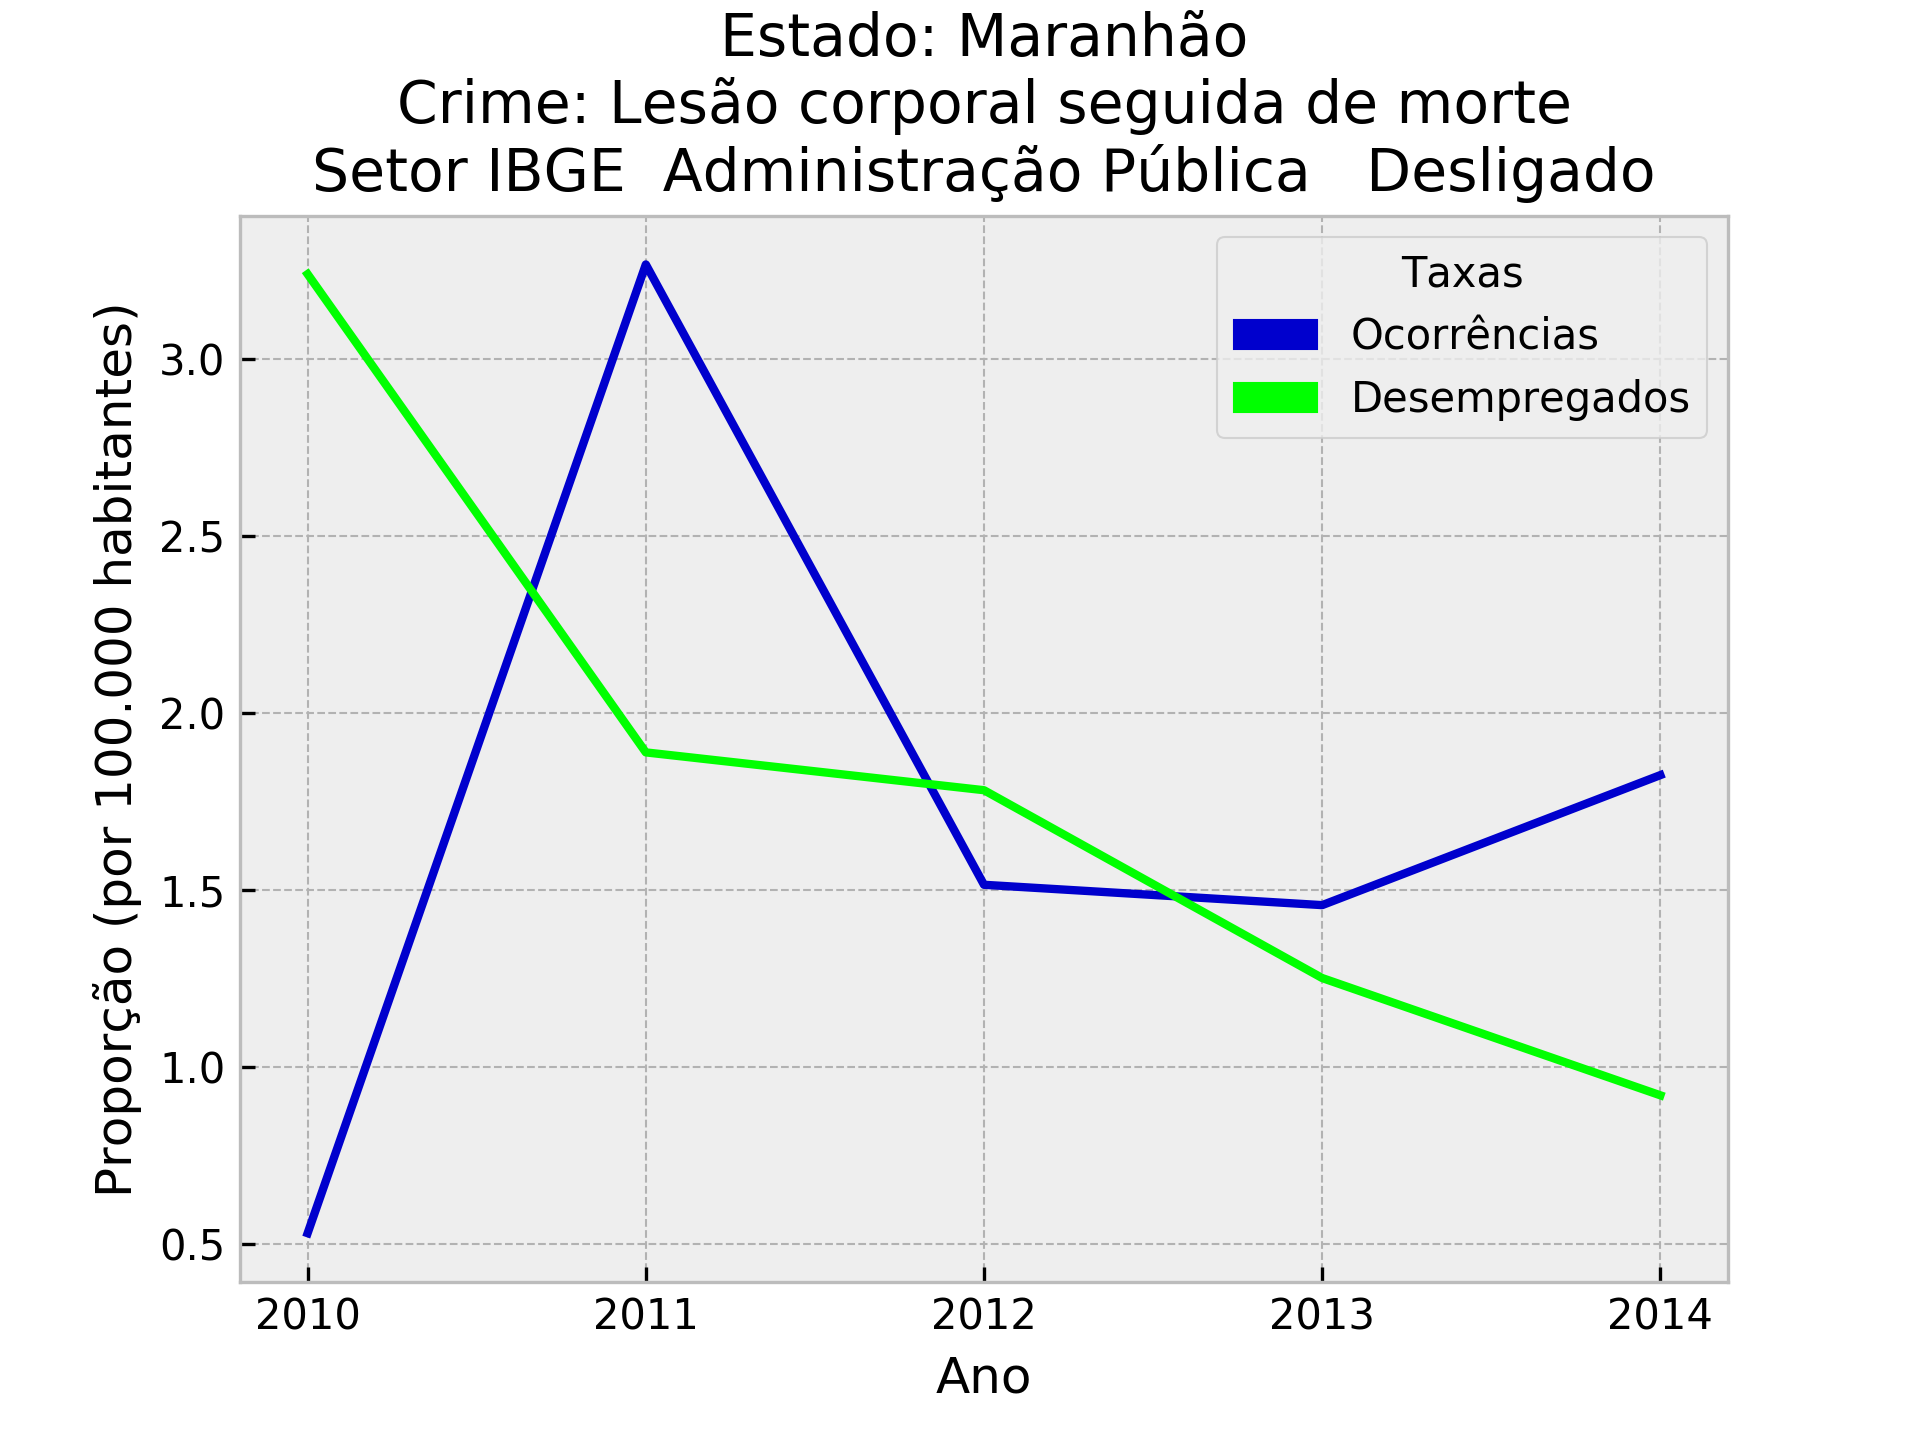 Estado: Maranhão
Crime: Lesão corporal seguida de morte
Setor IBGE  Administração Pública   Desligado
Taxas
Ocorrências
Desempregados
Proporção (por 100.000 habitantes)
3.0
2.5
2.0
1.5
1.0
0.5
2010 2011 2012 2013 2014
Ano